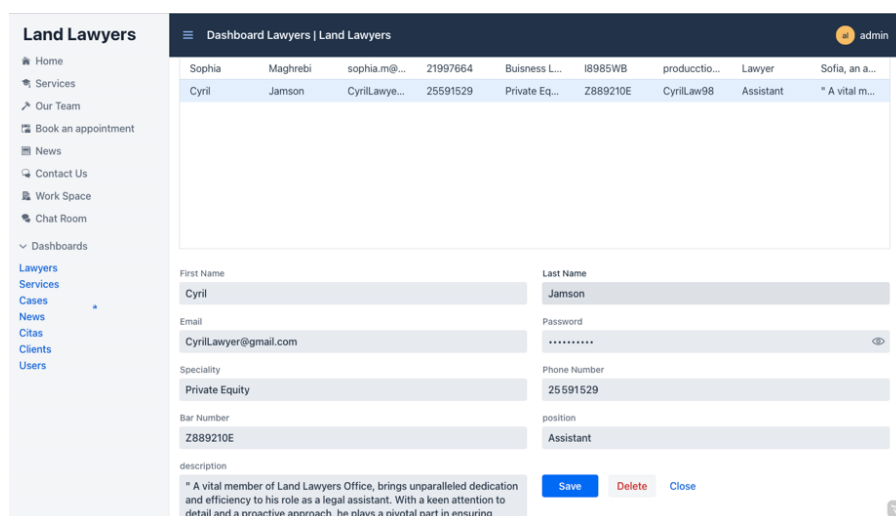 Land Lawyers
Home
Services
Our Team
Book an appointment
News
Contact Us
Work Space
Chat Room
Dashboards
Lawyers
Services
Cases
News
Citas
Clients
Users
Dashboard Lawyers | Land Lawyers
al admin
Sophia Maghrebi sophia.m@... 21997664 Buisness L... I8985WB producctio... Lawyer Sofia, an a...
Cyril Jamson CyrilLawye... 25591529 Private Eq... Z889210E CyrilLaw98 Assistant " A vital m...
First Name Last Name
Cyril Jamson
Email Password
CyrilLawyer@gmail.com ••••••••••
Speciality Phone Number
Private Equity 25591529
Bar Number position
Z889210E Assistant
description
" A vital member of Land Lawyers Office, brings unparalleled dedication
and efficiency to his role as a legal assistant. With a keen attention to
detail and a proactive approach, he plays a pivotal part in ensuring
Save Delete Close